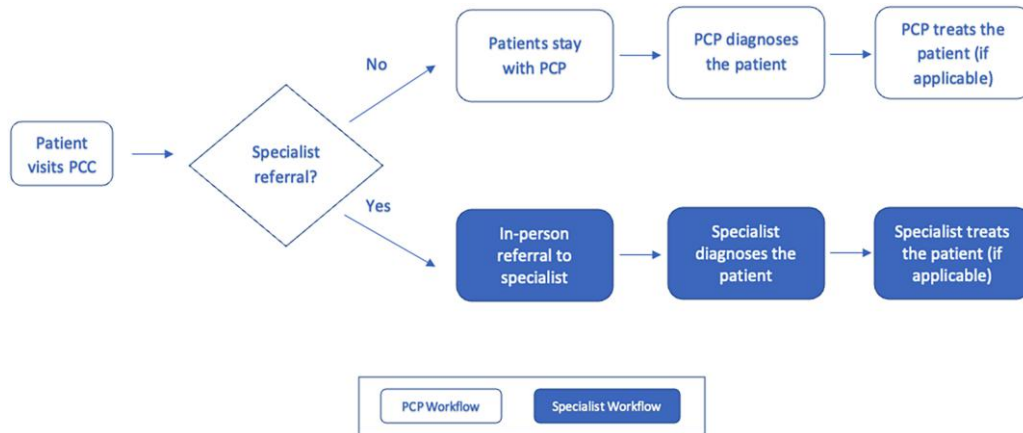 Patient
visits PCC
Specialist
referral?
No
Patients stay
with PCP
PCP diagnoses
the patient
PCP treats the
patient (if
applicable)
Yes
In-person
referral to
specialist
Specialist
diagnoses the
patient
Specialist treats
the patient (if
applicable)
PCP Workflow
Specialist Workflow